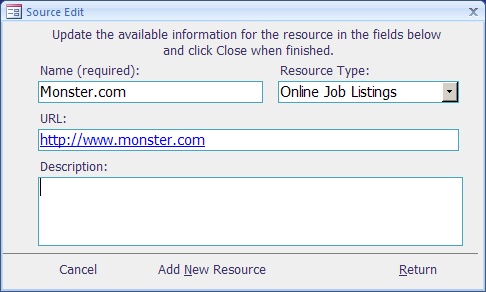 Source Edit
Update the available information for the resource in the fields below
and click Close when finished.
Name (required):
Resource Type:
Monster.com
Online Job Listings
URL:
http://www.monster.com
Description:
Cancel
Add New Resource
Return